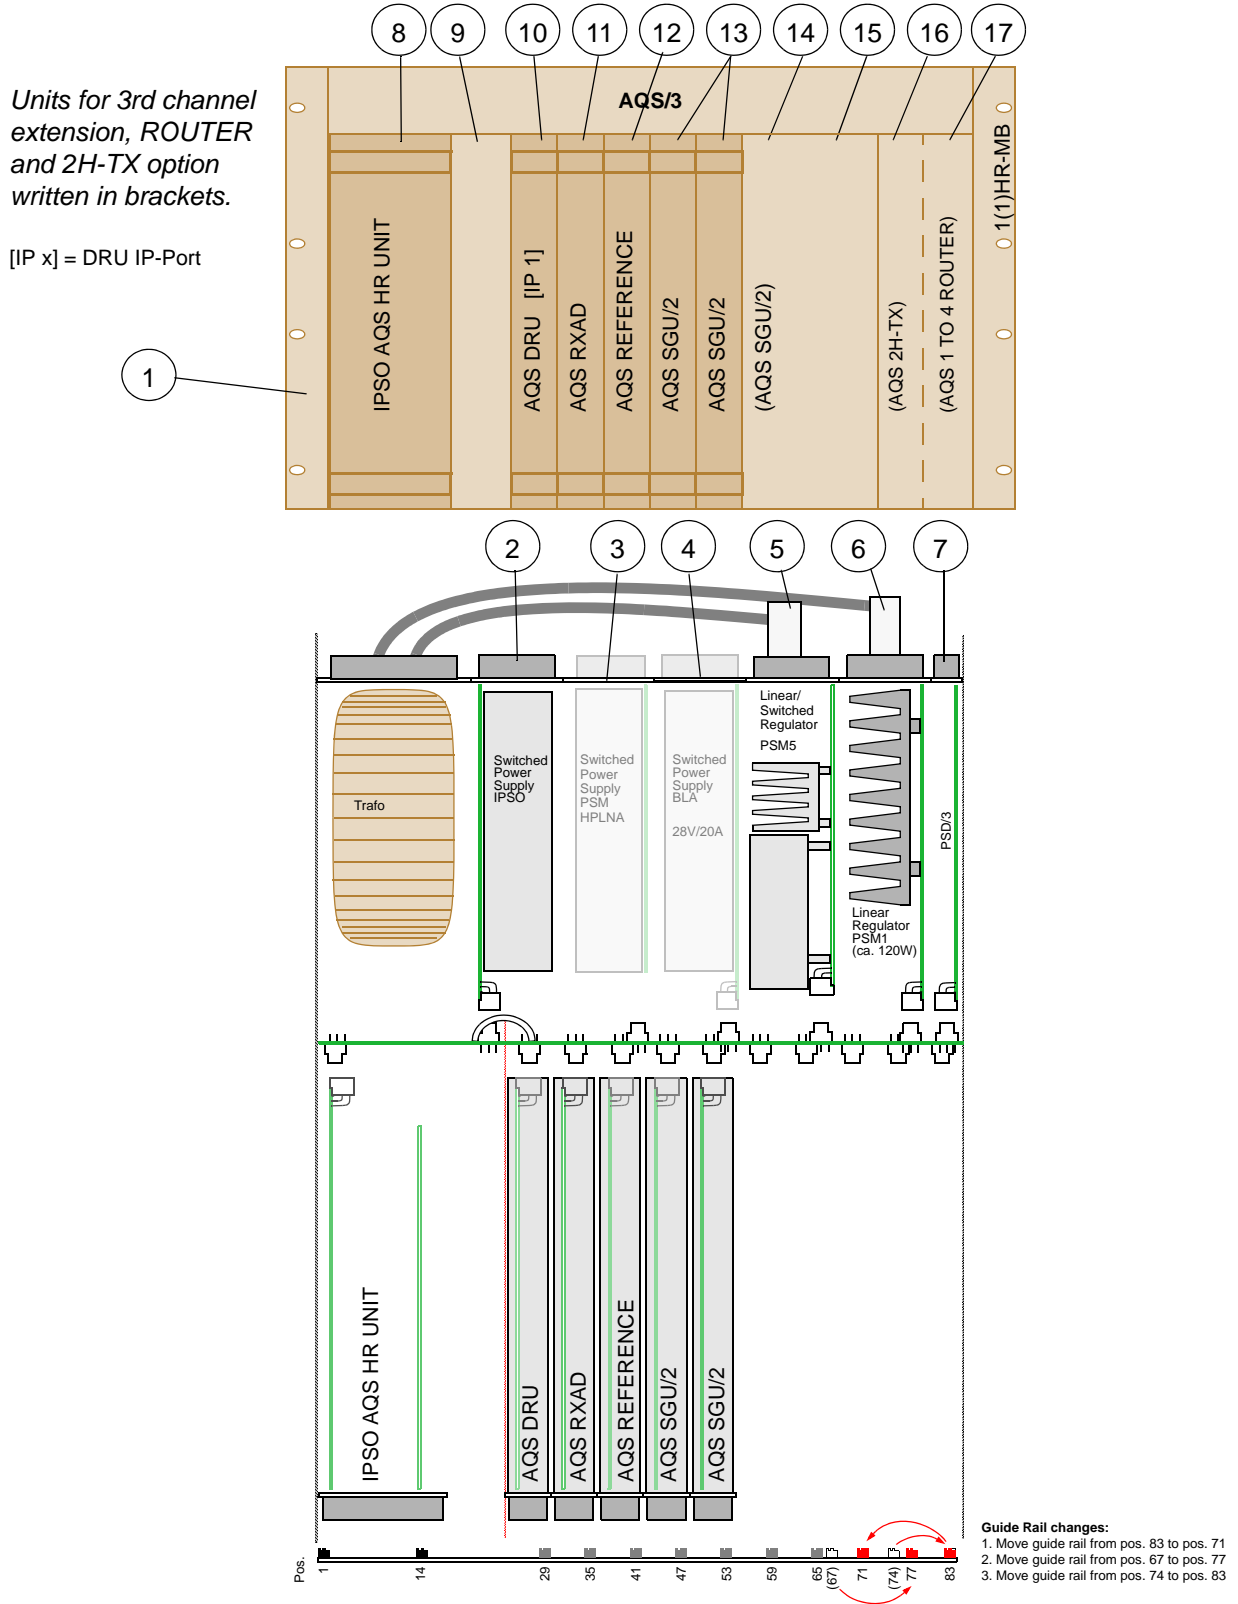 8
9
10
11
12
13
14
15
16
17
Units for 3rd channel
extension, ROUTER
and 2H-TX option
written in brackets.
[IP x] = DRU IP-Port
AQS/3
1(1)HR-MB
IPSO AQS HR UNIT
AQS DRU [IP 1]
AQS RXAD
AQS REFERENCE
AQS SGU/2
AQS SGU/2
(AQS SGU/2)
(AQS 2H-TX)
(AQS 1 TO 4 ROUTER)
1
2
3
4
5
6
7
Trafo
Switched
Power
Supply
IPSO
Switched
Power
Supply
PSM
HPLNA
Switched
Power
Supply
BLA
28V/20A
Linear/
Switched
Regulator
PSM5
Linear
Regulator
PSM1
(ca. 120W)
PSD/3
IPSO AQS HR UNIT
AQS DRU
AQS RXAD
AQS REFERENCE
AQS SGU/2
AQS SGU/2
Pos.
1
14
29
35
41
47
53
59
65
(67)
71
(74)
77
83
Guide Rail changes:
1. Move guide rail from pos. 83 to pos. 71
2. Move guide rail from pos. 67 to pos. 77
3. Move guide rail from pos. 74 to pos. 83